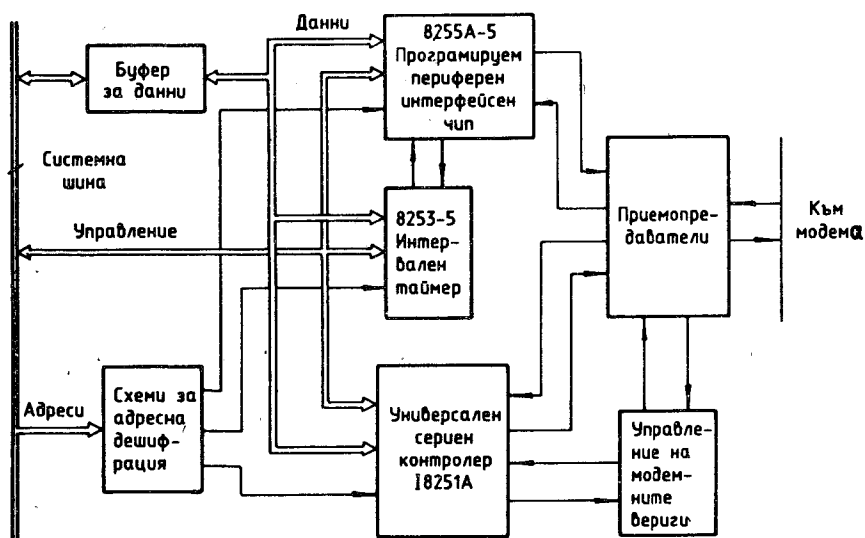 Данни
8255A-5
Програмируем
периферен
интерфейсен
чип
Буфер
за данни
Системна
шина
Управление
8253-5
Интер-
вален
таймер
Приемопре-
даватели
Към
модема
Адреси
Схеми за
адресна
дешиф-
рация
Универсален
сериен
контролер
I8251A
Управле-
ние на
модем-
ните
вериги